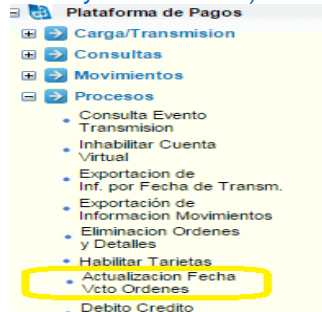 Plataforma de Pagos
Carga/Transmision
Consultas
Movimientos
Procesos
Consulta Evento
Transmision
Inhabilitar Cuenta
Virtual
Exportacion de
Inf. por Fecha de Transm.
Exportación de
Informacion Movimientos
Eliminacion Ordenes
y Detalles
Habilitar Tarjetas
Actualizacion Fecha
Vcto Ordenes
Debito Credito